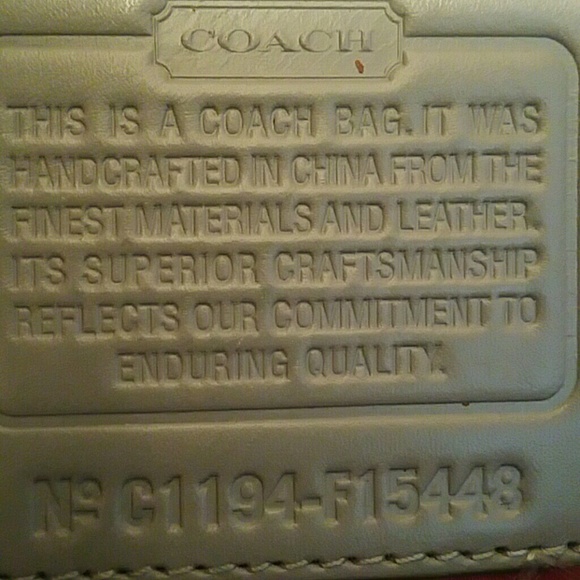 COACH
THIS IS A COACH BAG. IT WAS
HANDCRAFTED IN CHINA FROM THE
FINEST MATERIALS AND LEATHER.
ITS SUPERIOR CRAFTSMANSHIP
REFLECTS OUR COMMITMENT TO
ENDURING QUALITY.
Nº C1194-F15448